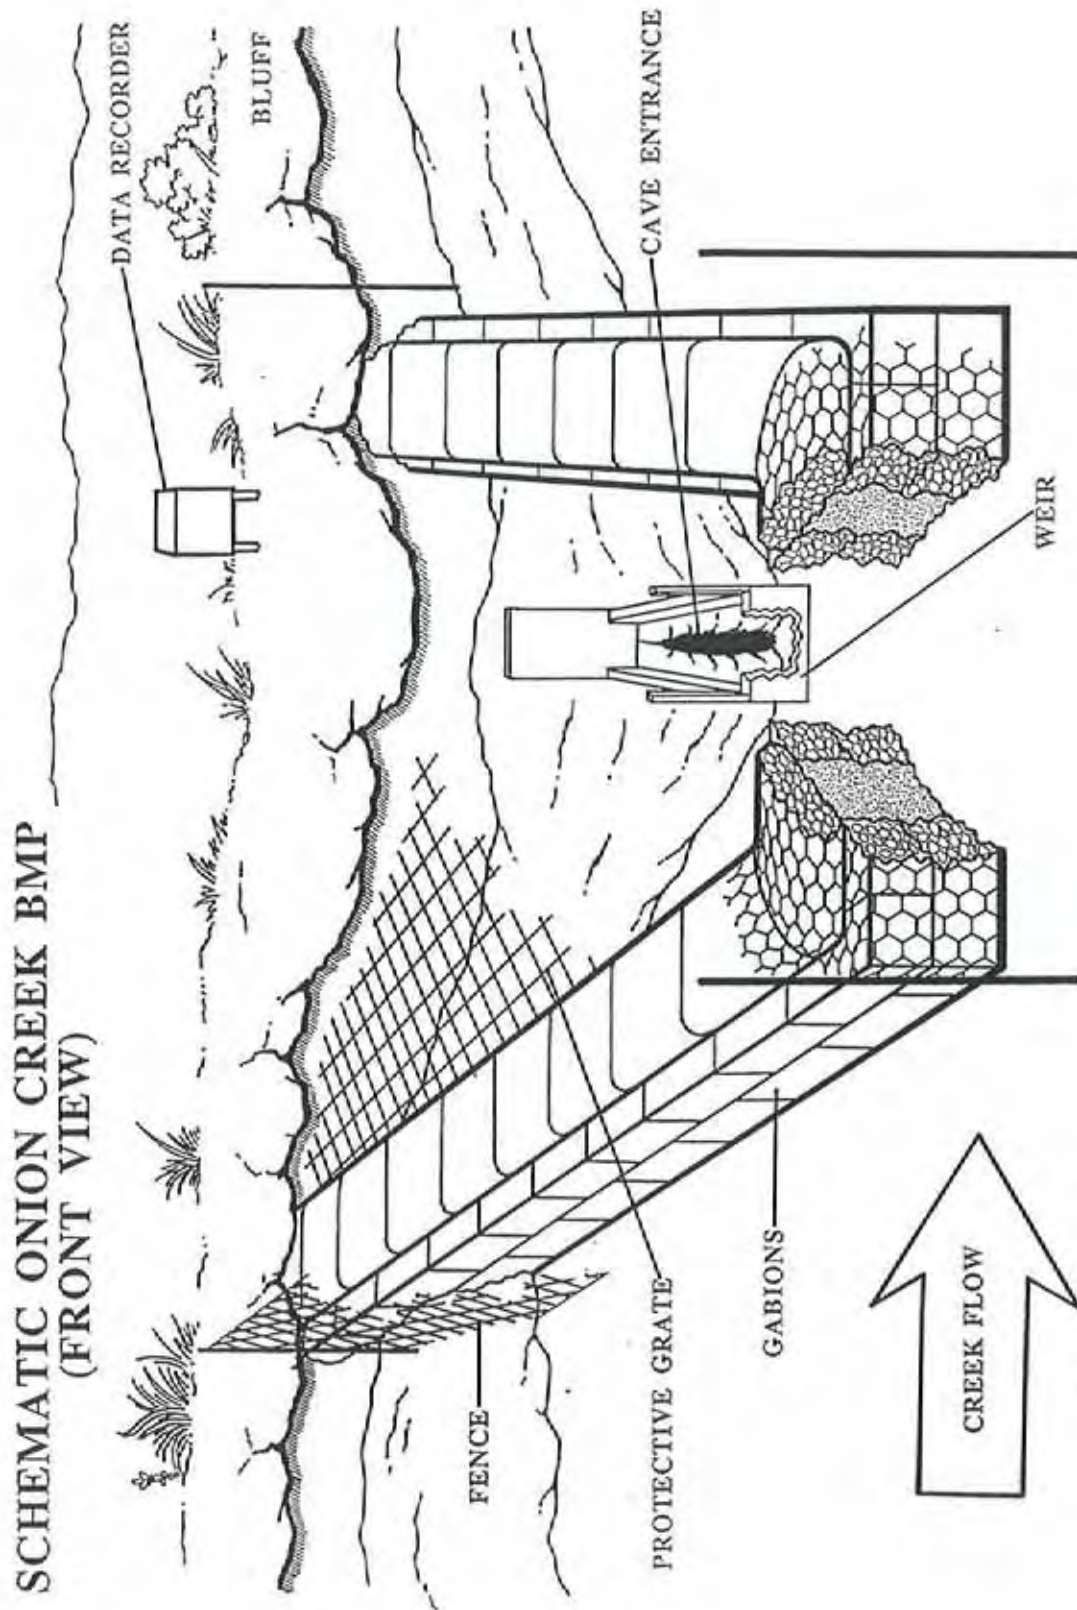 SCHEMATIC ONION CREEK BMP
(FRONT VIEW)
DATA RECORDER
BLUFF
FENCE
CAVE ENTRANCE
PROTECTIVE GRATE
GABIONS
WEIR
CREEK FLOW